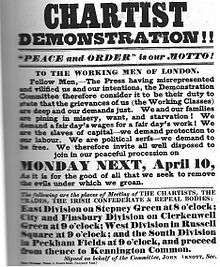 CHARTIST
DEMONSTRATION!!
"PEACE and ORDER" is our MOTTO!
TO THE WORKING MEN OF LONDON.
Fellow Men,—The Press having misrepresented
and vilified us and our intentions, the Demonstration
Committee therefore consider it to be their duty to
state that the grievances of us (the Working Classes)
are deep and our demands just. We and our families
are pining in misery, want, and starvation! We
demand a fair day's wages for a fair day's work! We
are the slaves of capital—we demand protection to
our labour. We are political serfs—we demand to
be free. We therefore invite all well disposed to
join in our peaceful procession on
MONDAY NEXT, April 10,
As it is for the good of all that we seek to remove
the evils under which we groan.
The following are the places of Meeting of THE CHARTISTS, THE
TRADES, THE IRISH CONFEDERATE & REPEAL BODIES:
East Division on Stepney Green at 8 o'clock;
City and Finsbury Division on Clerkenwell
Green at 9 o'clock; West Division in Russell
Square at 9 o'clock; and the South Division
in Peckham Fields at 9 o'clock, and proceed
from thence to Kennington Common.
Signed on behalf of the Committee, JOHN ARNOTT, Sec.